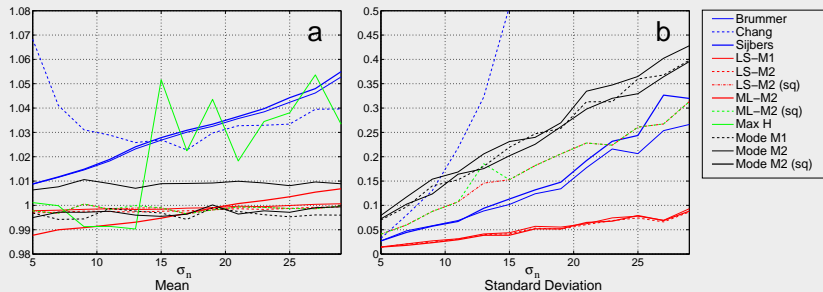 1.08
1.07
1.06
1.05
1.04
1.03
1.02
1.01
1
0.99
0.98
5 10 15 20 25
σn
Mean
a
0.5
0.45
0.4
0.35
0.3
0.25
0.2
0.15
0.1
0.05
0
5 10 15 20 25
σn
Standard Deviation
b
Brummer
Chang
Sijbers
LS−M1
LS−M2
LS−M2 (sq)
ML−M2
ML−M2 (sq)
Max H
Mode M1
Mode M2
Mode M2 (sq)